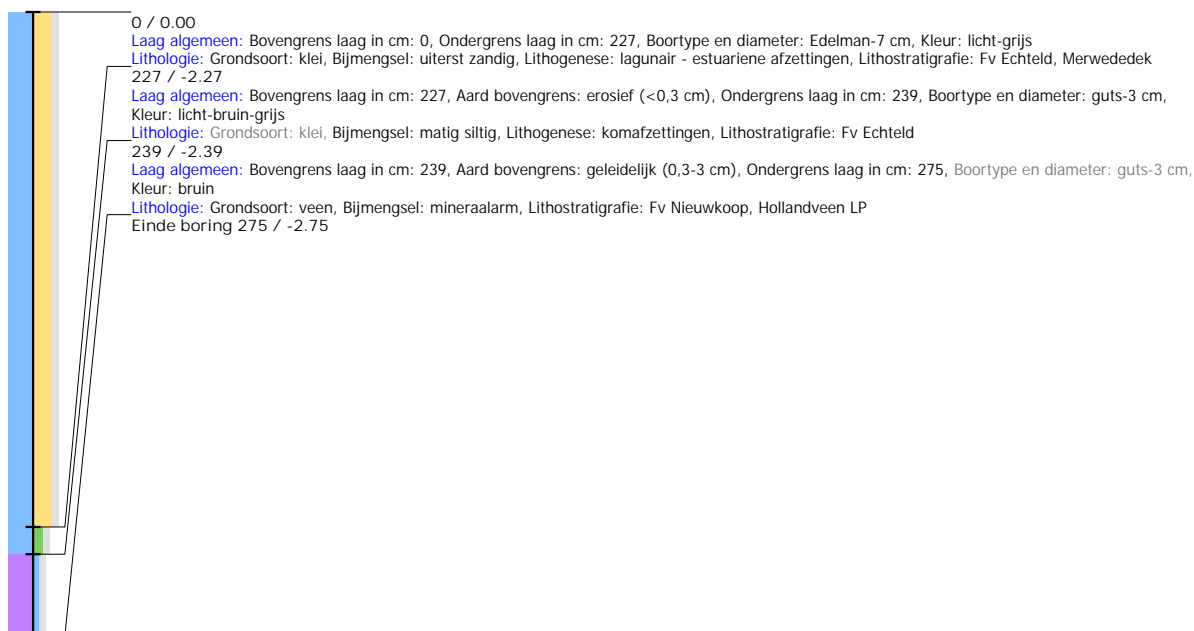 0 / 0.00
Laag algemeen: Bovengrens laag in cm: 0, Ondergrens laag in cm: 227, Boortype en diameter: Edelman-7 cm, Kleur: licht-grijs
Lithologie: Grondsoort: klei, Bijmengsel: uiterst zandig, Lithogenese: lagunair - estuariene afzettingen, Lithostratigrafie: Fv Echteld, Merwededek
227 / -2.27
Laag algemeen: Bovengrens laag in cm: 227, Aard bovengrens: erosief (<0,3 cm), Ondergrens laag in cm: 239, Boortype en diameter: guts-3 cm,
Kleur: licht-bruin-grijs
Lithologie: Grondsoort: klei, Bijmengsel: matig siltig, Lithogenese: komafzettingen, Lithostratigrafie: Fv Echteld
239 / -2.39
Laag algemeen: Bovengrens laag in cm: 239, Aard bovengrens: geleidelijk (0,3-3 cm), Ondergrens laag in cm: 275, Boortype en diameter: guts-3 cm,
Kleur: bruin
Lithologie: Grondsoort: veen, Bijmengsel: mineraalarm, Lithostratigrafie: Fv Nieuwkoop, Hollandveen LP
Einde boring 275 / -2.75